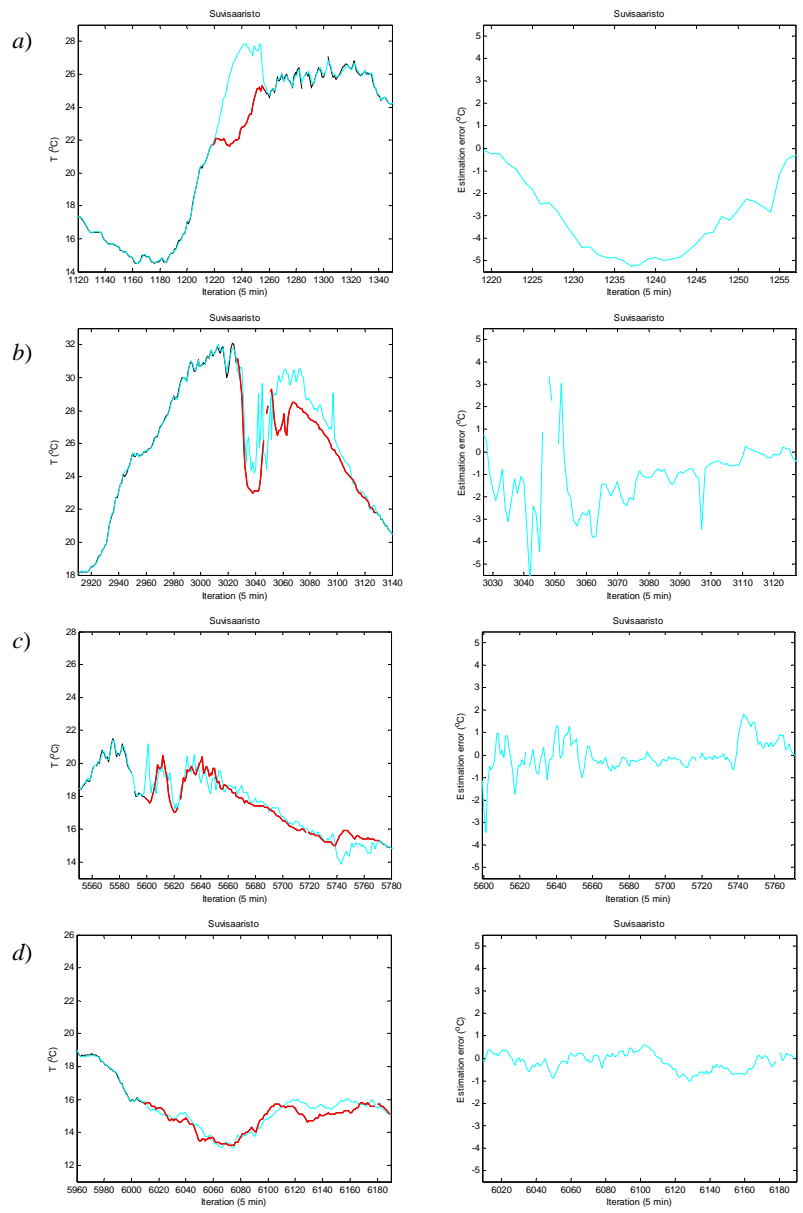 a)
Suvisaaristo
28
26
24
22
20
18
16
14
T (°C)
1120 1140 1160 1180 1200 1220 1240 1260 1280 1300 1320 1340
Iteration (5 min)
Suvisaaristo
5
4
3
2
1
0
-1
-2
-3
-4
-5
Estimation error (°C)
1220 1225 1230 1235 1240 1245 1250 1255
Iteration (5 min)
b)
Suvisaaristo
32
30
28
26
24
22
20
18
T (°C)
2920 2940 2960 2980 3000 3020 3040 3060 3080 3100 3120 3140
Iteration (5 min)
Suvisaaristo
5
4
3
2
1
0
-1
-2
-3
-4
-5
Estimation error (°C)
3030 3040 3050 3060 3070 3080 3090 3100 3110 3120
Iteration (5 min)
c)
Suvisaaristo
28
26
24
22
20
18
16
14
T (°C)
5560 5580 5600 5620 5640 5660 5680 5700 5720 5740 5760 5780
Iteration (5 min)
Suvisaaristo
5
4
3
2
1
0
-1
-2
-3
-4
-5
Estimation error (°C)
5600 5620 5640 5660 5680 5700 5720 5740 5760
Iteration (5 min)
d)
Suvisaaristo
26
24
22
20
18
16
14
12
T (°C)
5960 5980 6000 6020 6040 6060 6080 6100 6120 6140 6160 6180
Iteration (5 min)
Suvisaaristo
5
4
3
2
1
0
-1
-2
-3
-4
-5
Estimation error (°C)
6020 6040 6060 6080 6100 6120 6140 6160 6180
Iteration (5 min)